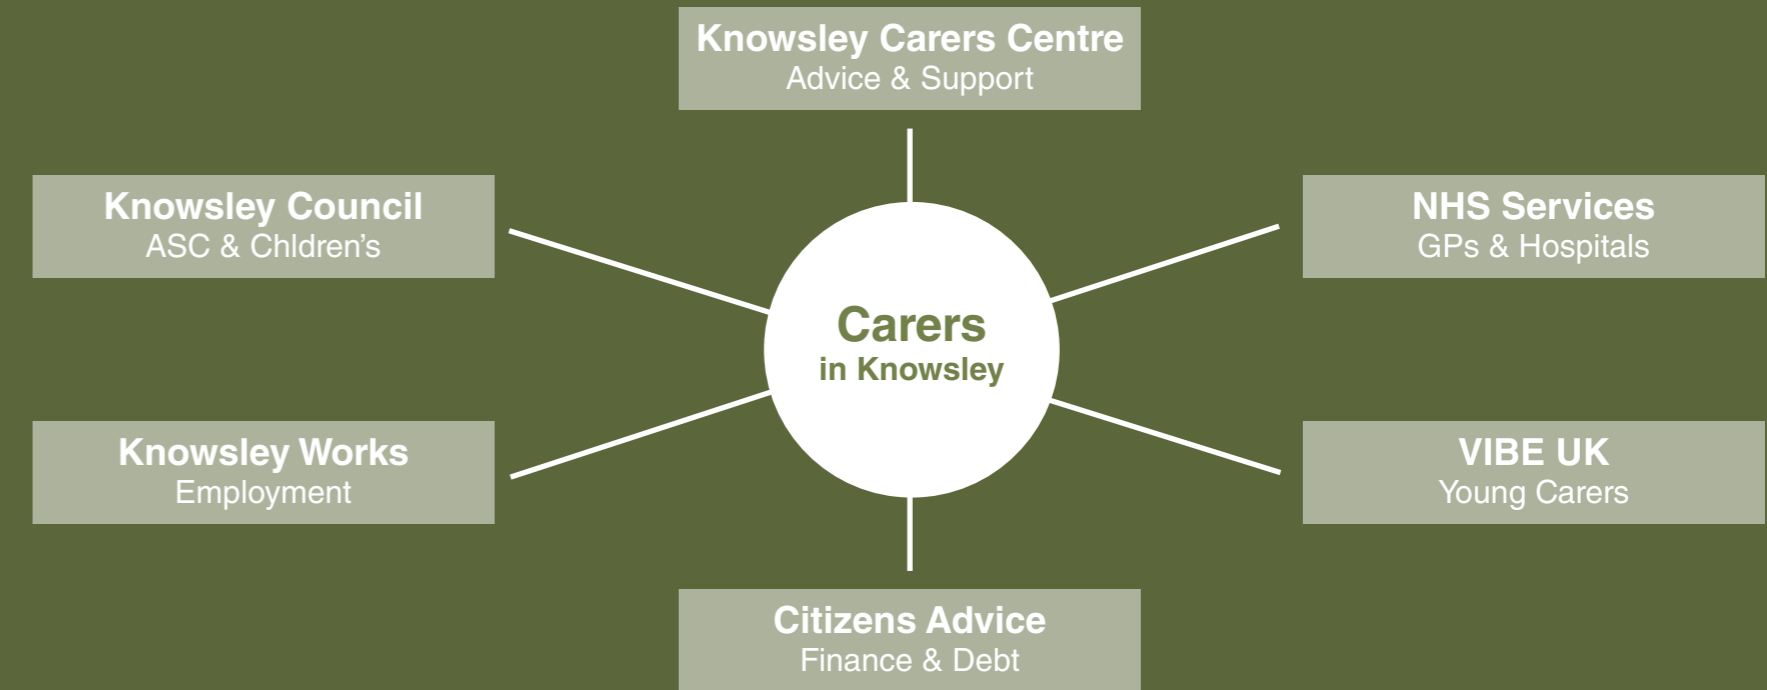 Knowsley Carers Centre
Advice & Support
Knowsley Council
ASC & Chldren’s
NHS Services
GPs & Hospitals
Carers
in Knowsley
Knowsley Works
Employment
VIBE UK
Young Carers
Citizens Advice
Finance & Debt